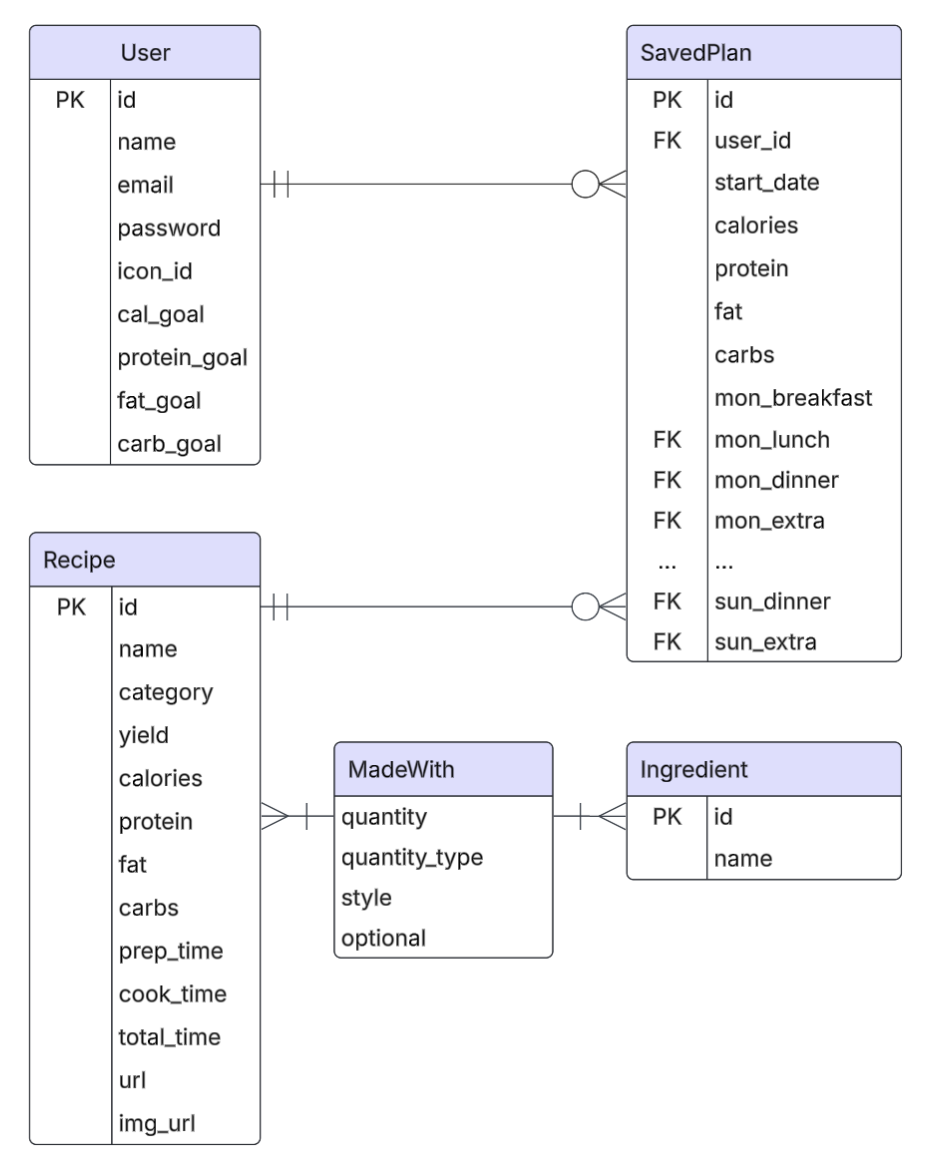 User
PK id
name
email
password
icon_id
cal_goal
protein_goal
fat_goal
carb_goal
SavedPlan
PK id
FK user_id
start_date
calories
protein
fat
carbs
mon_breakfast
FK mon_lunch
FK mon_dinner
FK mon_extra
... ...
FK sun_dinner
FK sun_extra
Recipe
PK id
name
category
yield
calories
protein
fat
carbs
prep_time
cook_time
total_time
url
img_url
MadeWith
quantity
quantity_type
style
optional
Ingredient
PK id
name